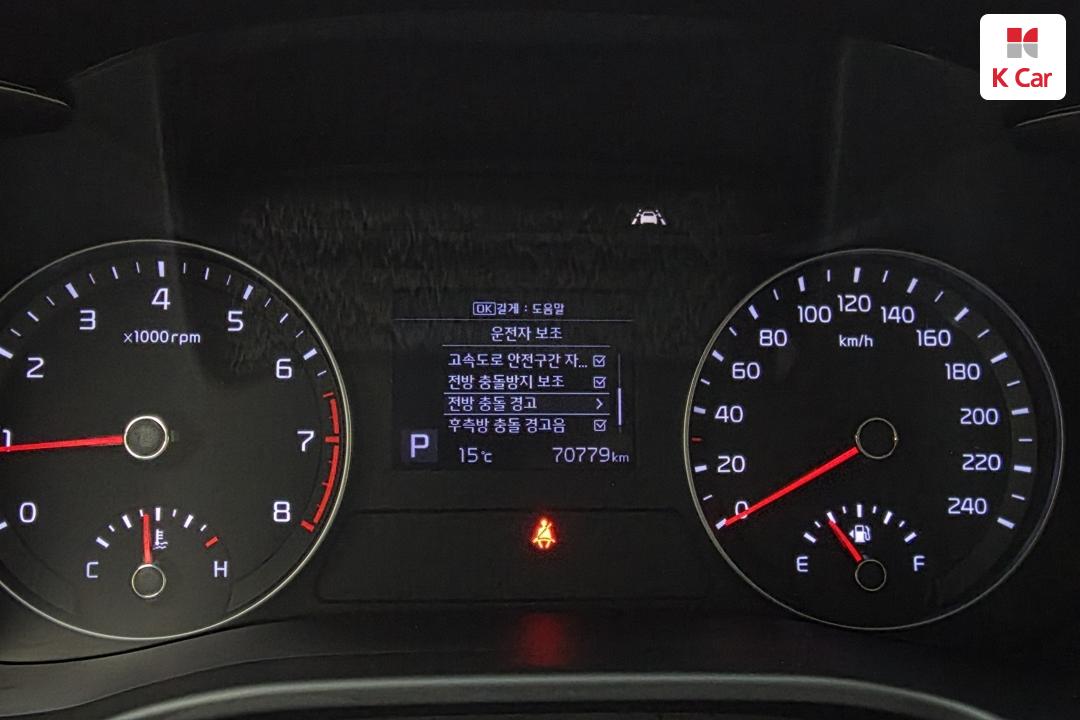 K Car
OK길게 : 도움말
운전자 보조
고속도로 안전구간 자...
전방 충돌방지 보조
전방 충돌 경고
후측방 충돌 경고음
P 15℃ 70779km
0 1 2 3 4 5 6 7 8
x1000rpm
C H
0 20 40 60 80 100 120 140 160 180 200 220 240
km/h
E F